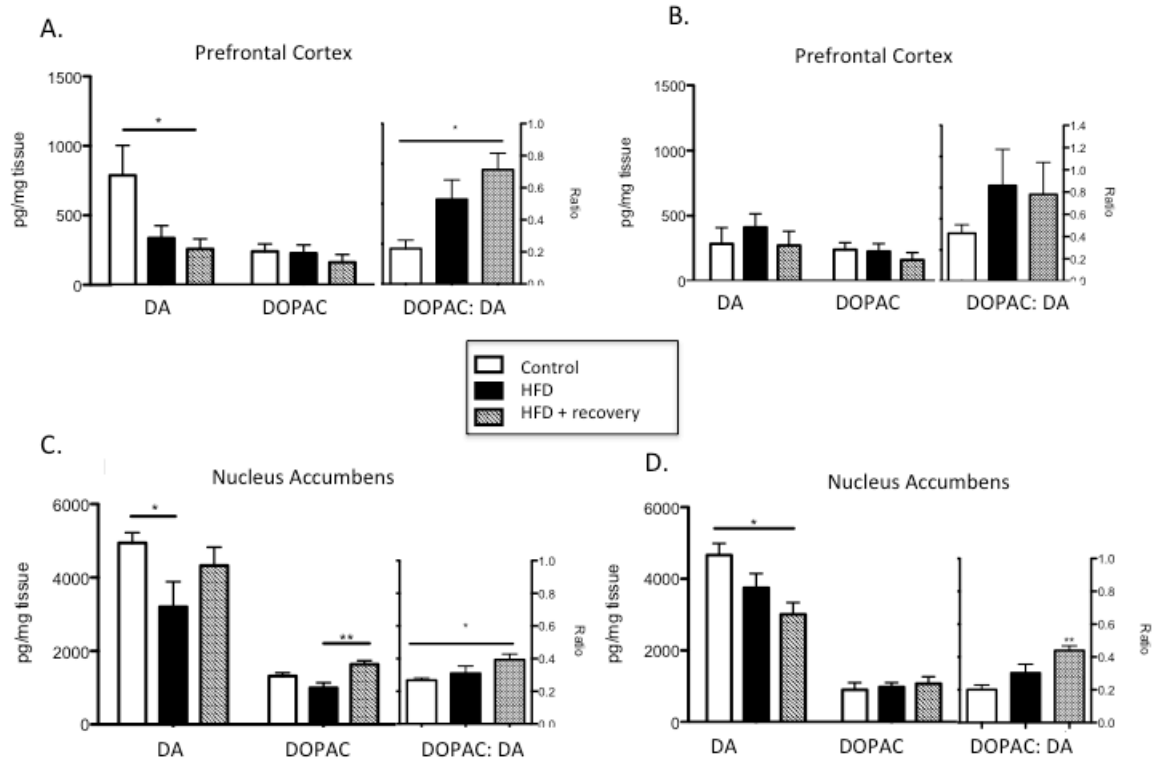 A.
Prefrontal Cortex
1500
1000
500
0
pg/mg tissue
*
*
1.0
0.8
0.6
0.4
0.2
0.0
Ratio
DA
DOPAC
DOPAC: DA
B.
Prefrontal Cortex
1500
1000
500
0
pg/mg tissue
1.4
1.2
1.0
0.8
0.6
0.4
0.2
Ratio
DA
DOPAC
DOPAC: DA
Control
HFD
HFD + recovery
C.
Nucleus Accumbens
6000
4000
2000
0
pg/mg tissue
*
**
*
1.0
0.8
0.6
0.4
0.2
0.0
Ratio
DA
DOPAC
DOPAC: DA
D.
Nucleus Accumbens
6000
4000
2000
0
pg/mg tissue
*
**
1.0
0.8
0.6
0.4
0.2
0.0
Ratio
DA
DOPAC
DOPAC: DA